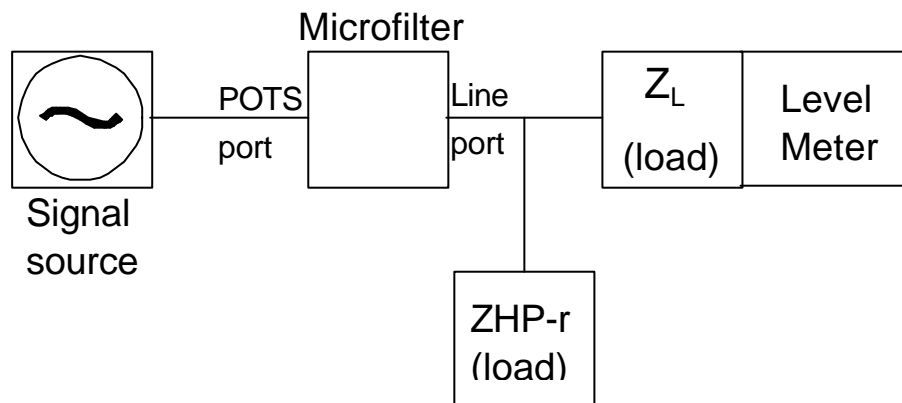 Microfilter
POTS
port
Line
port
Z_L
(load)
Level
Meter
Signal
source
ZHP-r
(load)